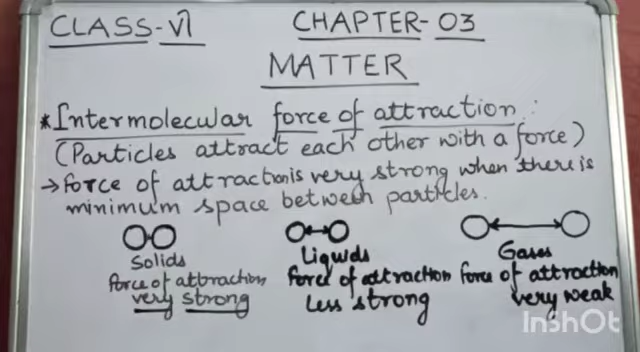 CLASS-VI CHAPTER-03
MATTER
*Intermolecular force of attraction:
(Particles attract each other with a force)
→force of attraction is very strong when there is
minimum space between particles.
Solids
force of attraction
very strong
Liquids
force of attraction
less strong
Gases
force of attraction
very weak
InShOt